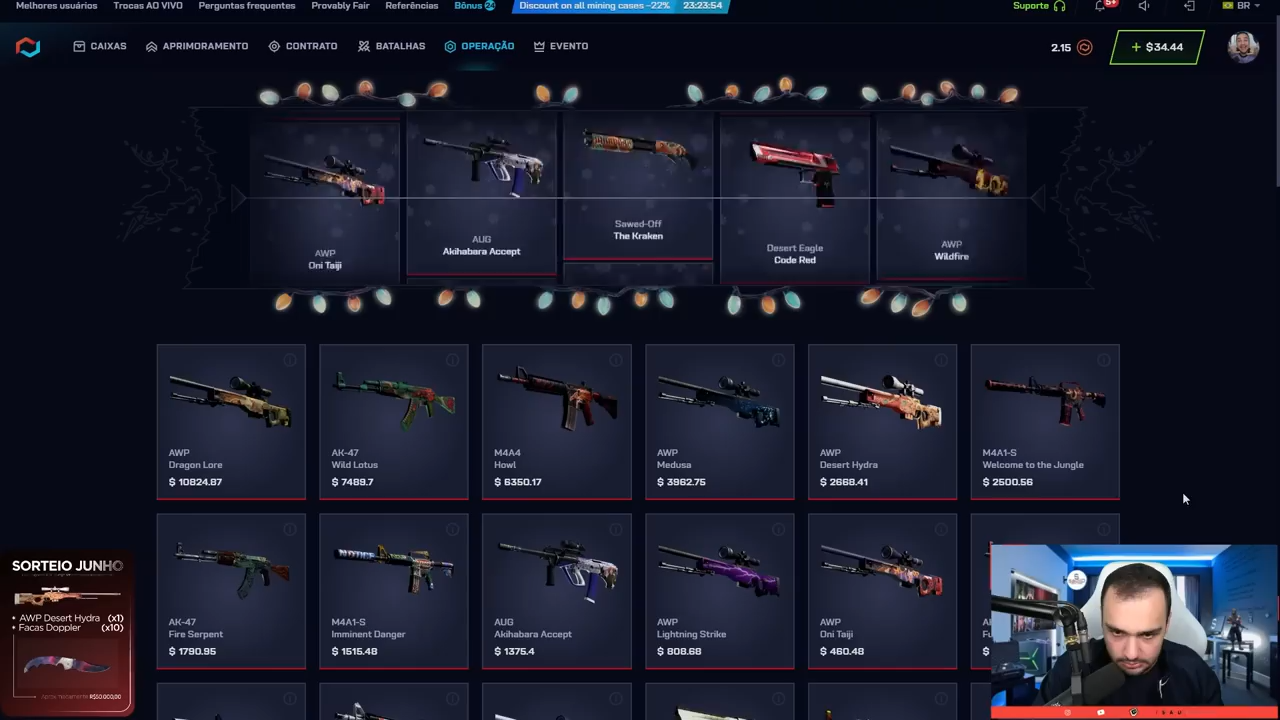 Melhores usuários Trocas AO VIVO Perguntas frequentes Provably Fair Referências Bônus 24 Discount on all mining cases −22% 23:23:54 Suporte 5+ BR
CAIXAS APRIMORAMENTO CONTRATO BATALHAS OPERAÇÃO EVENTO 2.15 + $34.44
AWP
Oni Taiji
AUG
Akihabara Accept
Sawed-Off
The Kraken
Desert Eagle
Code Red
AWP
Wildfire
AWP
Dragon Lore
$ 10824.87
AK-47
Wild Lotus
$ 7489.7
M4A4
Howl
$ 6350.17
AWP
Medusa
$ 3962.75
AWP
Desert Hydra
$ 2668.41
M4A1-S
Welcome to the Jungle
$ 2500.56
AK-47
Fire Serpent
$ 1790.95
M4A1-S
Imminent Danger
$ 1515.48
AUG
Akihabara Accept
$ 1375.4
AWP
Lightning Strike
$ 808.68
AWP
Oni Taiji
$ 460.48
$
SORTEIO JUNHO
• AWP Desert Hydra (x1)
• Facas Doppler (x10)